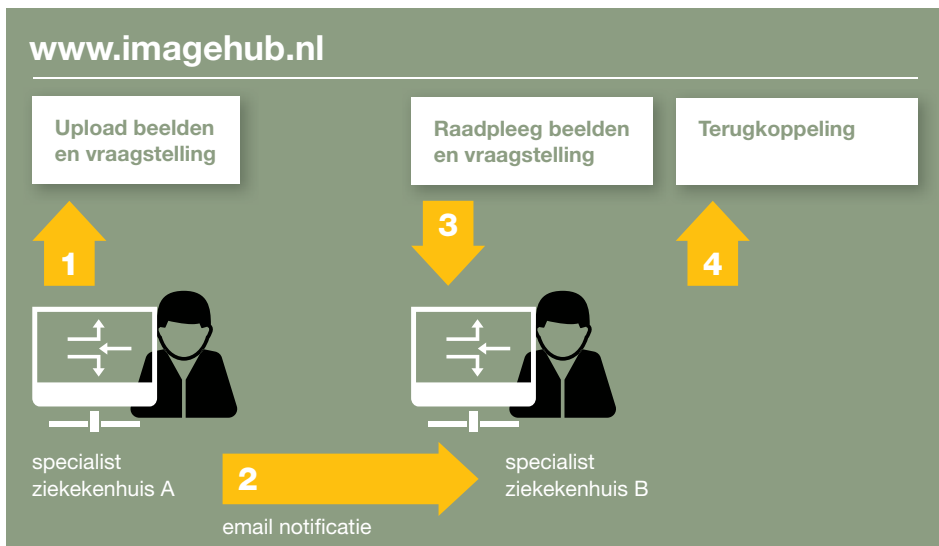 www.imagehub.nl
Upload beelden
en vraagstelling
Raadpleeg beelden
en vraagstelling
Terugkoppeling
1
3
4
specialist
ziekekenhuis A
2
email notificatie
specialist
ziekekenhuis B